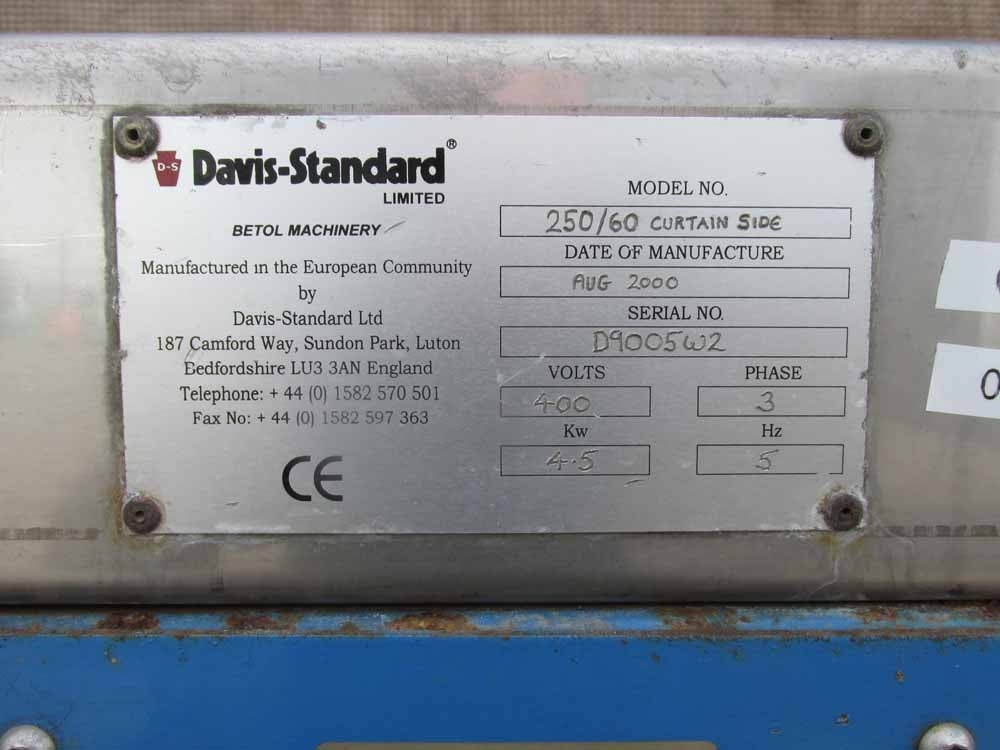 D-S
Davis-Standard®
LIMITED
BETOL MACHINERY
Manufactured in the European Community
by
Davis-Standard Ltd
187 Camford Way, Sundon Park, Luton
Bedfordshire LU3 3AN England
Telephone: + 44 (0) 1582 570 501
Fax No: + 44 (0) 1582 597 363
CE
MODEL NO.
250/60 CURTAIN SIDE
DATE OF MANUFACTURE
AUG 2000
SERIAL NO.
D9005W2
VOLTS PHASE
400 3
Kw Hz
4.5 5